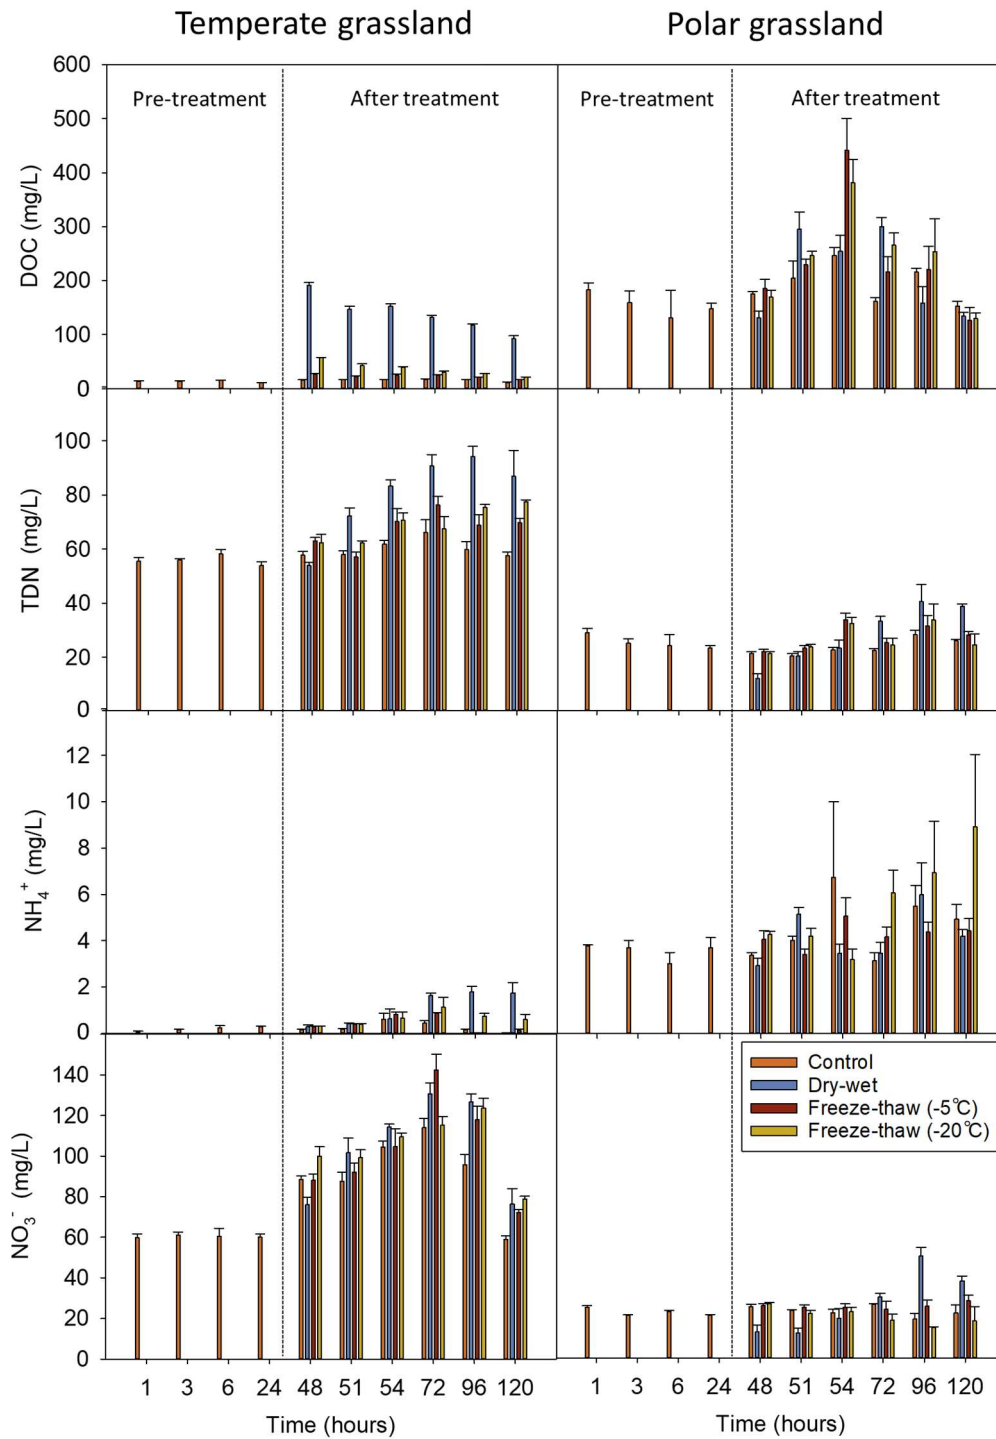 Temperate grassland Polar grassland
Pre-treatment After treatment Pre-treatment After treatment
600
500
400
300
200
100
0
DOC (mg/L)
100
80
60
40
20
0
TDN (mg/L)
12
10
8
6
4
2
0
NH₄⁺ (mg/L)
140
120
100
80
60
40
20
0
NO₃⁻ (mg/L)
Control
Dry-wet
Freeze-thaw (-5℃)
Freeze-thaw (-20℃)
1 3 6 24 48 51 54 72 96 120 1 3 6 24 48 51 54 72 96 120
Time (hours) Time (hours)